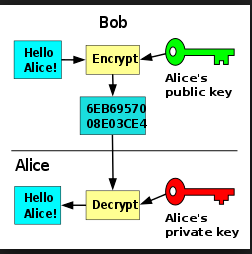 Bob
Hello
Alice!
Encrypt
Alice's
public key
6EB69570
08E03CE4
Alice
Hello
Alice!
Decrypt
Alice's
private key